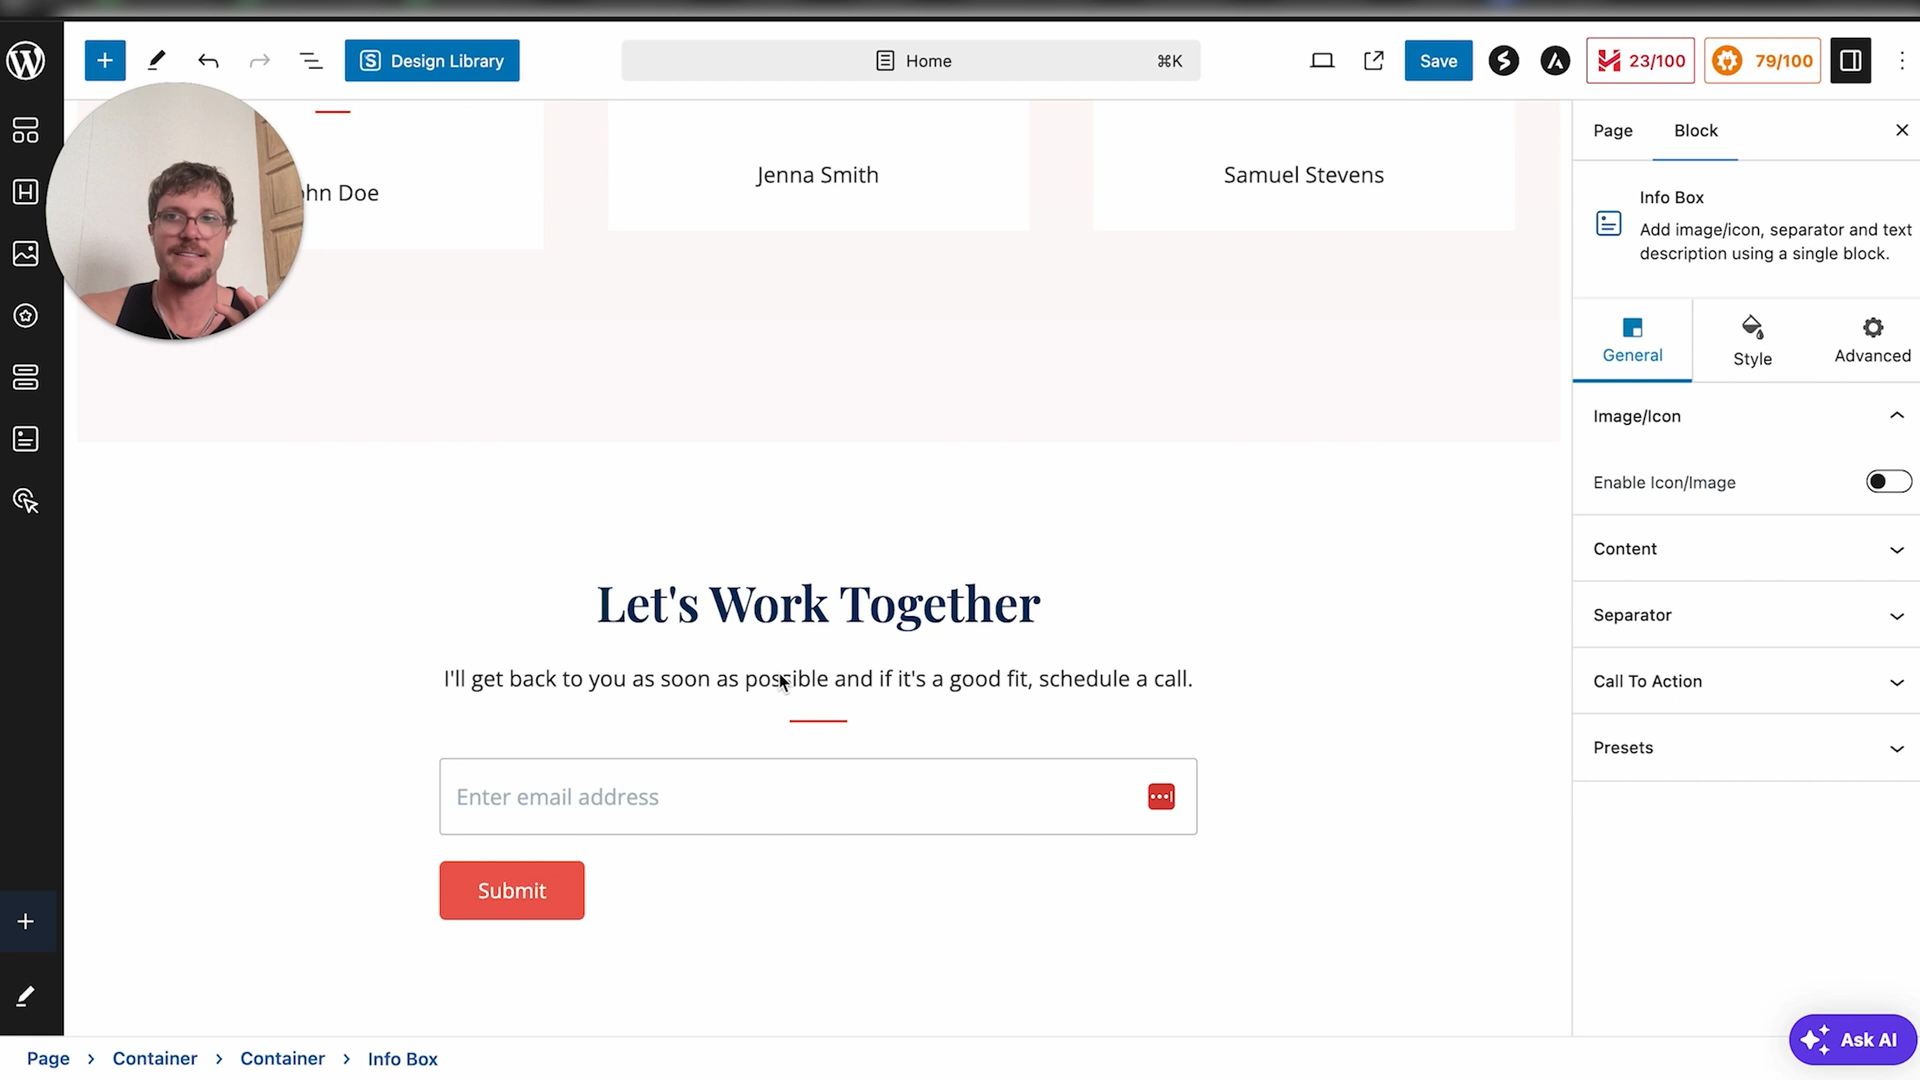 Design Library
Home
⌘K
Save
23/100
79/100
Page
Block
Info Box
Add image/icon, separator and text
description using a single block.
General
Style
Advanced
Image/Icon
Enable Icon/Image
Content
Separator
Call To Action
Presets
hn Doe
Jenna Smith
Samuel Stevens
Let's Work Together
I'll get back to you as soon as possible and if it's a good fit, schedule a call.
Enter email address
Submit
Ask AI
Page > Container > Container > Info Box